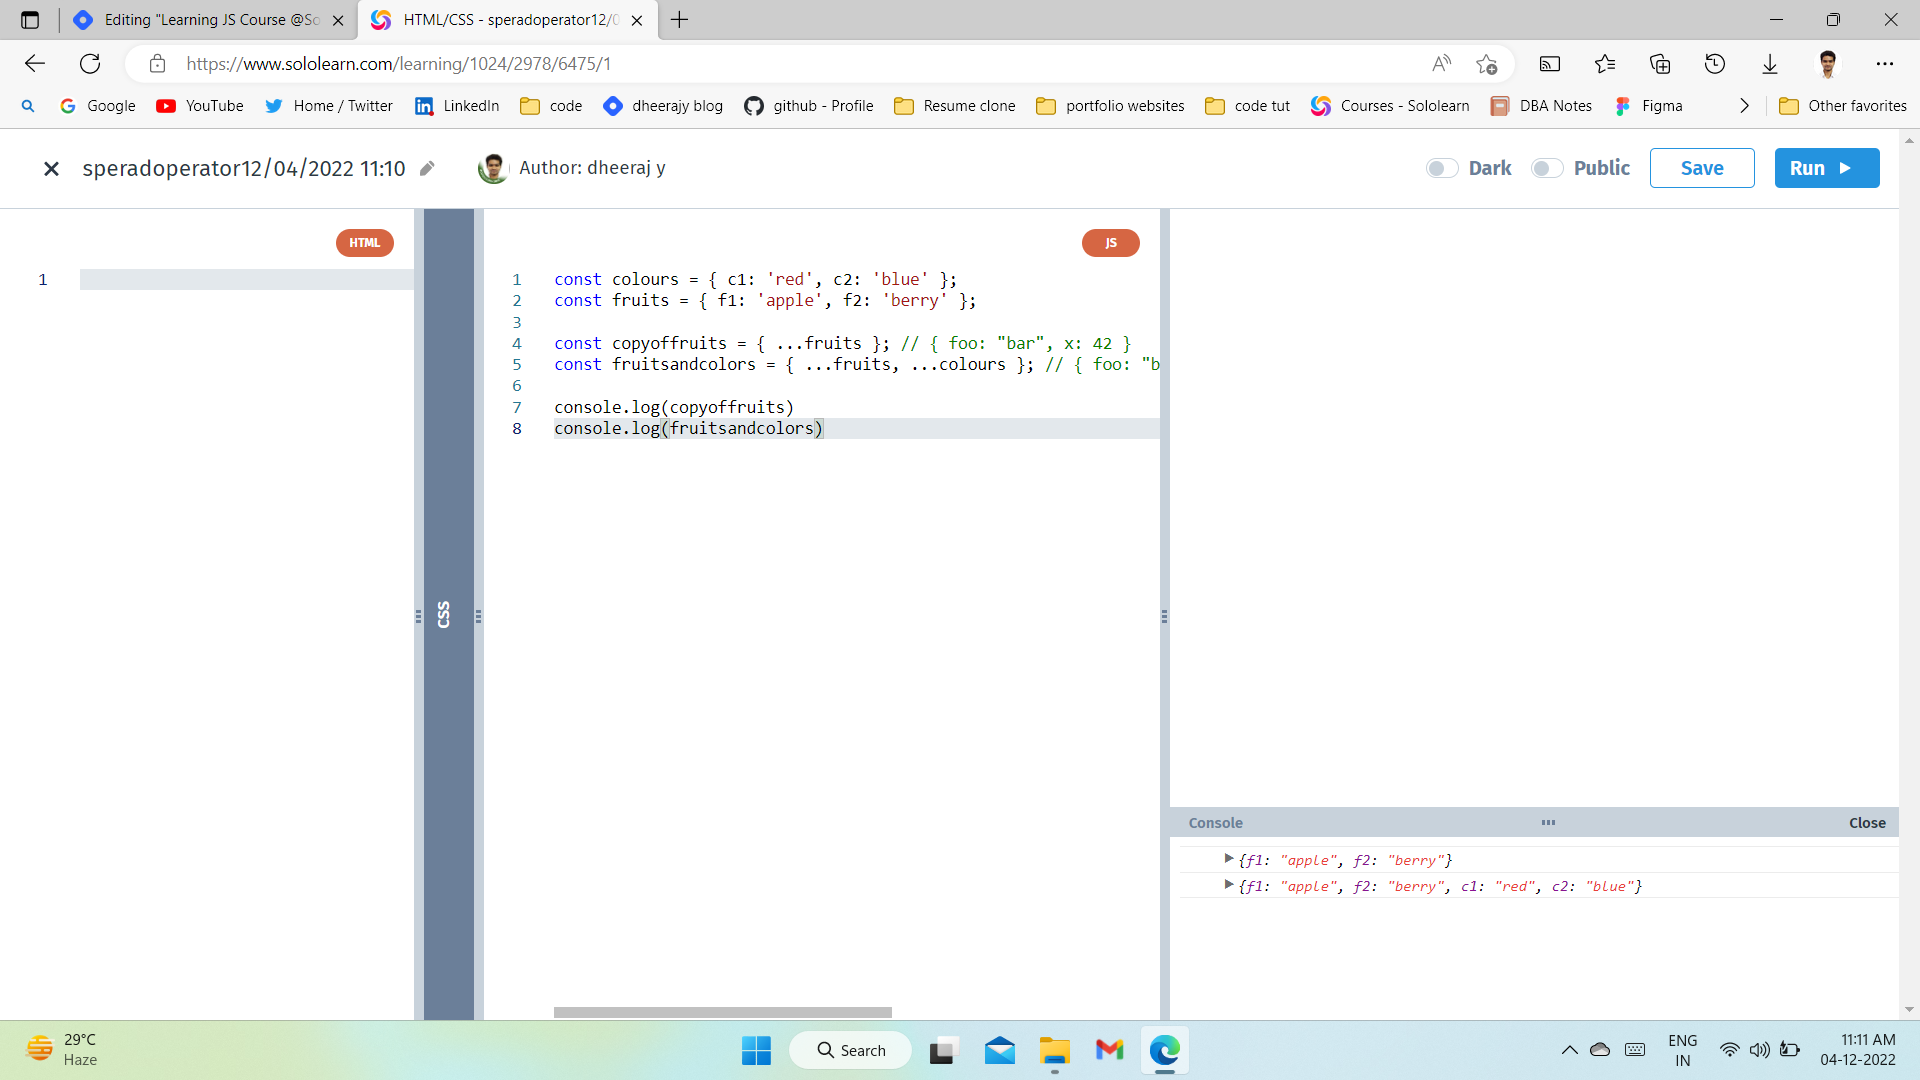 Editing "Learning JS Course @So
HTML/CSS - speradoperator12/0
https://www.sololearn.com/learning/1024/2978/6475/1
Google
YouTube
Home / Twitter
LinkedIn
code
dheerajy blog
github - Profile
Resume clone
portfolio websites
code tut
Courses - Sololearn
DBA Notes
Figma
Other favorites
speradoperator12/04/2022 11:10
Author: dheeraj y
Dark
Public
Save
Run
HTML
1
CSS
JS
1 const colours = { c1: 'red', c2: 'blue' };
2 const fruits = { f1: 'apple', f2: 'berry' };
3
4 const copyoffruits = { ...fruits }; // { foo: "bar", x: 42 }
5 const fruitsandcolors = { ...fruits, ...colours }; // { foo: "b
6
7 console.log(copyoffruits)
8 console.log(fruitsandcolors)
Console
Close
{f1: "apple", f2: "berry"}
{f1: "apple", f2: "berry", c1: "red", c2: "blue"}
29°C
Haze
Search
ENG
IN
11:11 AM
04-12-2022